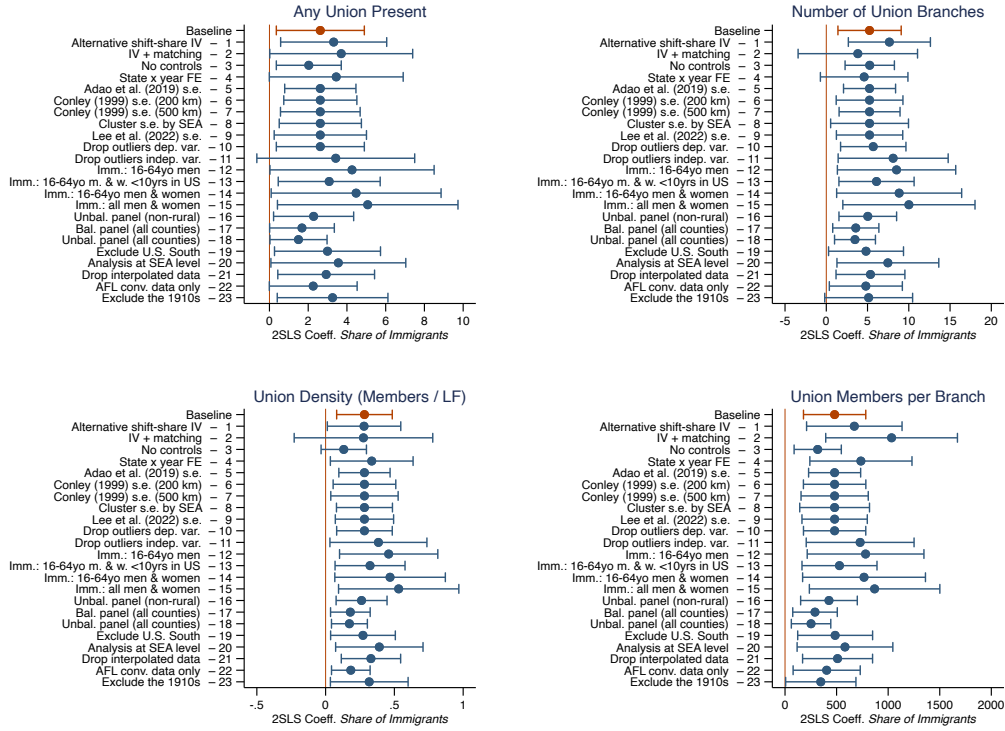 Any Union Present
Baseline
Alternative shift-share IV - 1
IV + matching - 2
No controls - 3
State x year FE - 4
Adao et al. (2019) s.e. - 5
Conley (1999) s.e. (200 km) - 6
Conley (1999) s.e. (500 km) - 7
Cluster s.e. by SEA - 8
Lee et al. (2022) s.e. - 9
Drop outliers dep. var. - 10
Drop outliers indep. var. - 11
Imm.: 16-64yo men - 12
Imm.: 16-64yo m. & w. <10yrs in US - 13
Imm.: 16-64yo men & women - 14
Imm.: all men & women - 15
Unbal. panel (non-rural) - 16
Bal. panel (all counties) - 17
Unbal. panel (all counties) - 18
Exclude U.S. South - 19
Analysis at SEA level - 20
Drop interpolated data - 21
AFL conv. data only - 22
Exclude the 1910s - 23
0 2 4 6 8 10
2SLS Coeff. Share of Immigrants
Number of Union Branches
Baseline
Alternative shift-share IV - 1
IV + matching - 2
No controls - 3
State x year FE - 4
Adao et al. (2019) s.e. - 5
Conley (1999) s.e. (200 km) - 6
Conley (1999) s.e. (500 km) - 7
Cluster s.e. by SEA - 8
Lee et al. (2022) s.e. - 9
Drop outliers dep. var. - 10
Drop outliers indep. var. - 11
Imm.: 16-64yo men - 12
Imm.: 16-64yo m. & w. <10yrs in US - 13
Imm.: 16-64yo men & women - 14
Imm.: all men & women - 15
Unbal. panel (non-rural) - 16
Bal. panel (all counties) - 17
Unbal. panel (all counties) - 18
Exclude U.S. South - 19
Analysis at SEA level - 20
Drop interpolated data - 21
AFL conv. data only - 22
Exclude the 1910s - 23
-5 0 5 10 15 20
2SLS Coeff. Share of Immigrants
Union Density (Members / LF)
Baseline
Alternative shift-share IV - 1
IV + matching - 2
No controls - 3
State x year FE - 4
Adao et al. (2019) s.e. - 5
Conley (1999) s.e. (200 km) - 6
Conley (1999) s.e. (500 km) - 7
Cluster s.e. by SEA - 8
Lee et al. (2022) s.e. - 9
Drop outliers dep. var. - 10
Drop outliers indep. var. - 11
Imm.: 16-64yo men - 12
Imm.: 16-64yo m. & w. <10yrs in US - 13
Imm.: 16-64yo men & women - 14
Imm.: all men & women - 15
Unbal. panel (non-rural) - 16
Bal. panel (all counties) - 17
Unbal. panel (all counties) - 18
Exclude U.S. South - 19
Analysis at SEA level - 20
Drop interpolated data - 21
AFL conv. data only - 22
Exclude the 1910s - 23
-.5 0 .5 1
2SLS Coeff. Share of Immigrants
Union Members per Branch
Baseline
Alternative shift-share IV - 1
IV + matching - 2
No controls - 3
State x year FE - 4
Adao et al. (2019) s.e. - 5
Conley (1999) s.e. (200 km) - 6
Conley (1999) s.e. (500 km) - 7
Cluster s.e. by SEA - 8
Lee et al. (2022) s.e. - 9
Drop outliers dep. var. - 10
Drop outliers indep. var. - 11
Imm.: 16-64yo men - 12
Imm.: 16-64yo m. & w. <10yrs in US - 13
Imm.: 16-64yo men & women - 14
Imm.: all men & women - 15
Unbal. panel (non-rural) - 16
Bal. panel (all counties) - 17
Unbal. panel (all counties) - 18
Exclude U.S. South - 19
Analysis at SEA level - 20
Drop interpolated data - 21
AFL conv. data only - 22
Exclude the 1910s - 23
0 500 1000 1500 2000
2SLS Coeff. Share of Immigrants